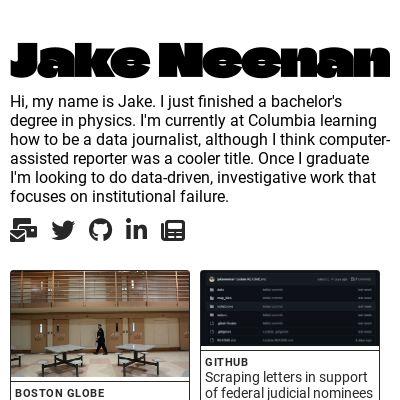 Jake Neenan
Hi, my name is Jake. I just finished a bachelor's
degree in physics. I'm currently at Columbia learning
how to be a data journalist, although I think computer-
assisted reporter was a cooler title. Once I graduate
I'm looking to do data-driven, investigative work that
focuses on institutional failure.
BOSTON GLOBE
GITHUB
Scraping letters in support
of federal judicial nominees